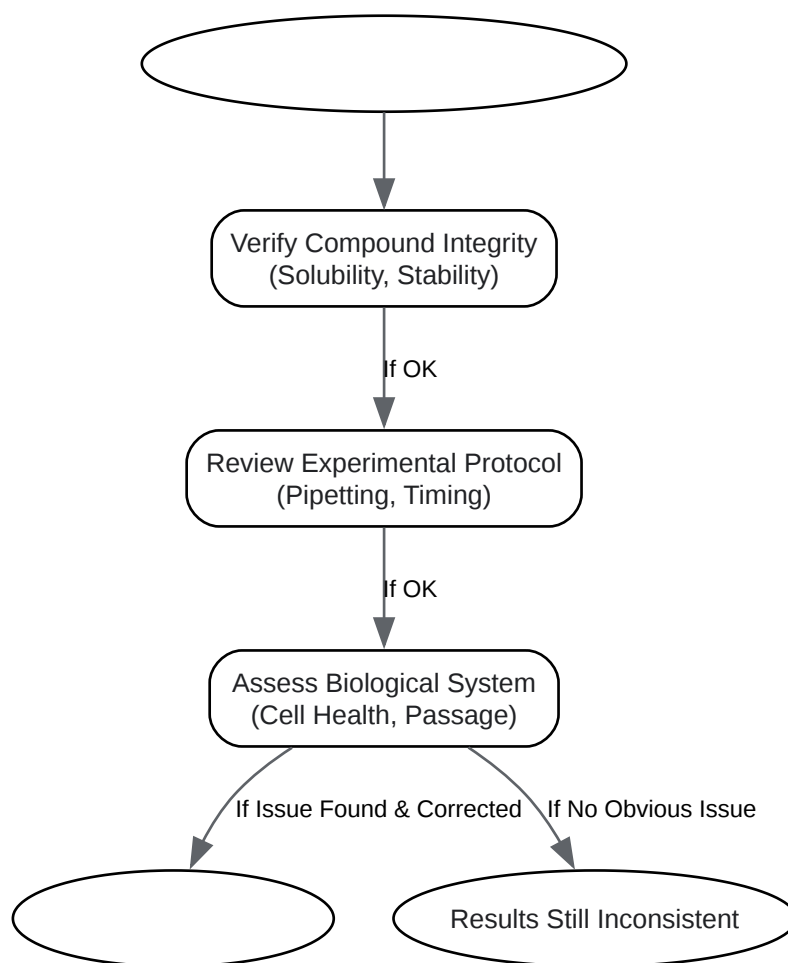 Verify Compound Integrity
(Solubility, Stability)
If OK
Review Experimental Protocol
(Pipetting, Timing)
If OK
Assess Biological System
(Cell Health, Passage)
If Issue Found & Corrected
If No Obvious Issue
Results Still Inconsistent